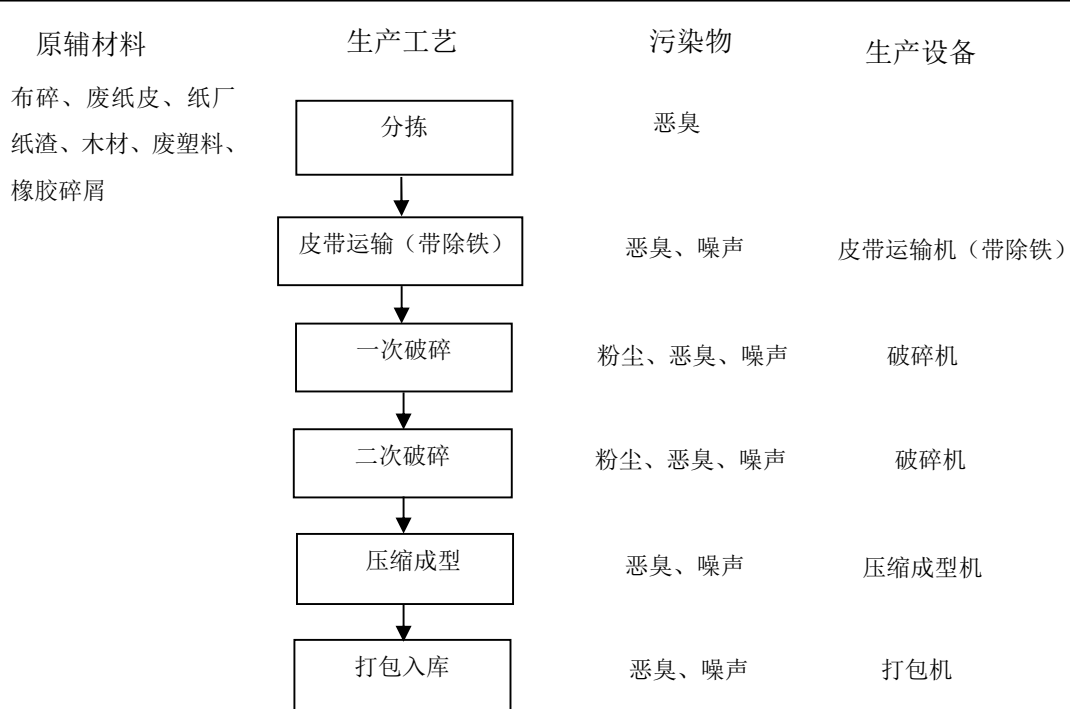 原辅材料 生产工艺 污染物 生产设备
布碎、废纸皮、纸厂
纸渣、木材、废塑料、
橡胶碎屑
分拣 恶臭
皮带运输（带除铁） 恶臭、噪声 皮带运输机（带除铁）
一次破碎 粉尘、恶臭、噪声 破碎机
二次破碎 粉尘、恶臭、噪声 破碎机
压缩成型 恶臭、噪声 压缩成型机
打包入库 恶臭、噪声 打包机